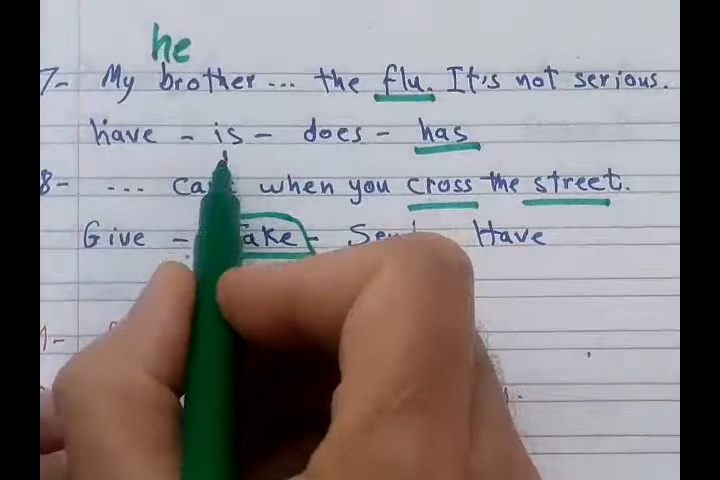 he
7- My brother ... the flu. It's not serious.
have - is - does - has
8- ... when you cross the street.
Give - Take - Have